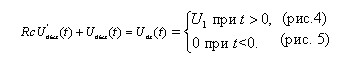 RcU'вых(t) + Uвых(t) = Uвх(t) = { U₁ при t > 0, (рис.4)
0 при t<0. (рис. 5)